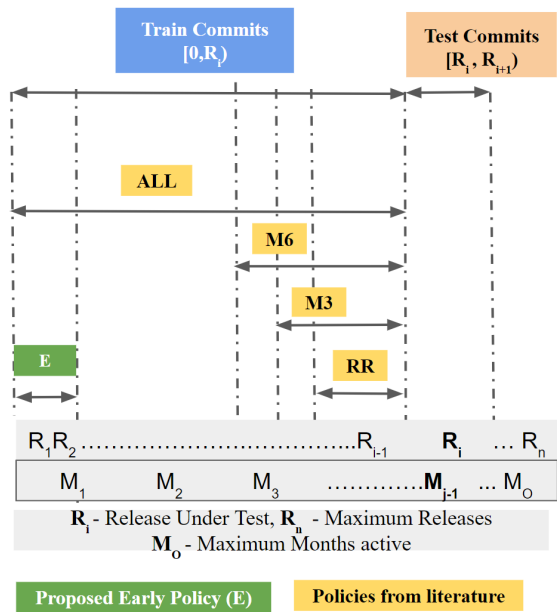 Train Commits
[0,Rᵢ)
Test Commits
[Rᵢ , Rᵢ₊₁)
ALL
M6
M3
E
RR
R₁R₂ …………………………………...Rᵢ₋₁ Rᵢ ... Rₙ
M₁ M₂ M₃ ………….Mⱼ₋₁ ... M_O
Rᵢ - Release Under Test, Rₙ - Maximum Releases
M_O - Maximum Months active
Proposed Early Policy (E)
Policies from literature